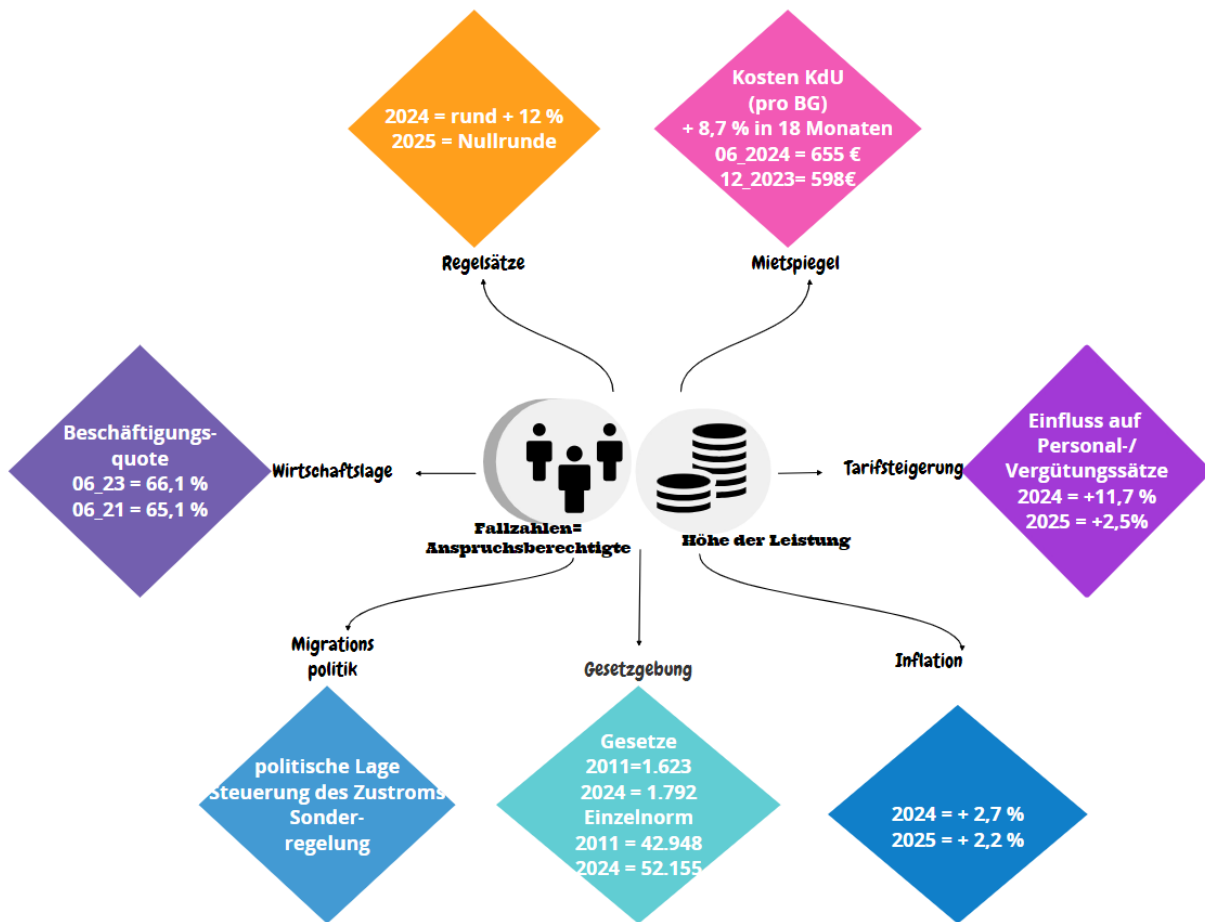 2024 = rund + 12 %
2025 = Nullrunde
Regelsätze
Kosten KdU
(pro BG)
+ 8,7 % in 18 Monaten
06_2024 = 655 €
12_2023= 598€
Mietspiegel
Beschäftigungs-
quote
06_23 = 66,1 %
06_21 = 65,1 %
Wirtschaftslage
Fallzahlen=
Anspruchsberechtigte
Höhe der Leistung
Tarifsteigerung
Einfluss auf
Personal-/
Vergütungssätze
2024 = +11,7 %
2025 = +2,5%
Migrations
politik
politische Lage
Steuerung des Zustroms
Sonder-
regelung
Gesetzgebung
Gesetze
2011=1.623
2024 = 1.792
Einzelnorm
2011 = 42.948
2024 = 52.155
Inflation
2024 = + 2,7 %
2025 = + 2,2 %